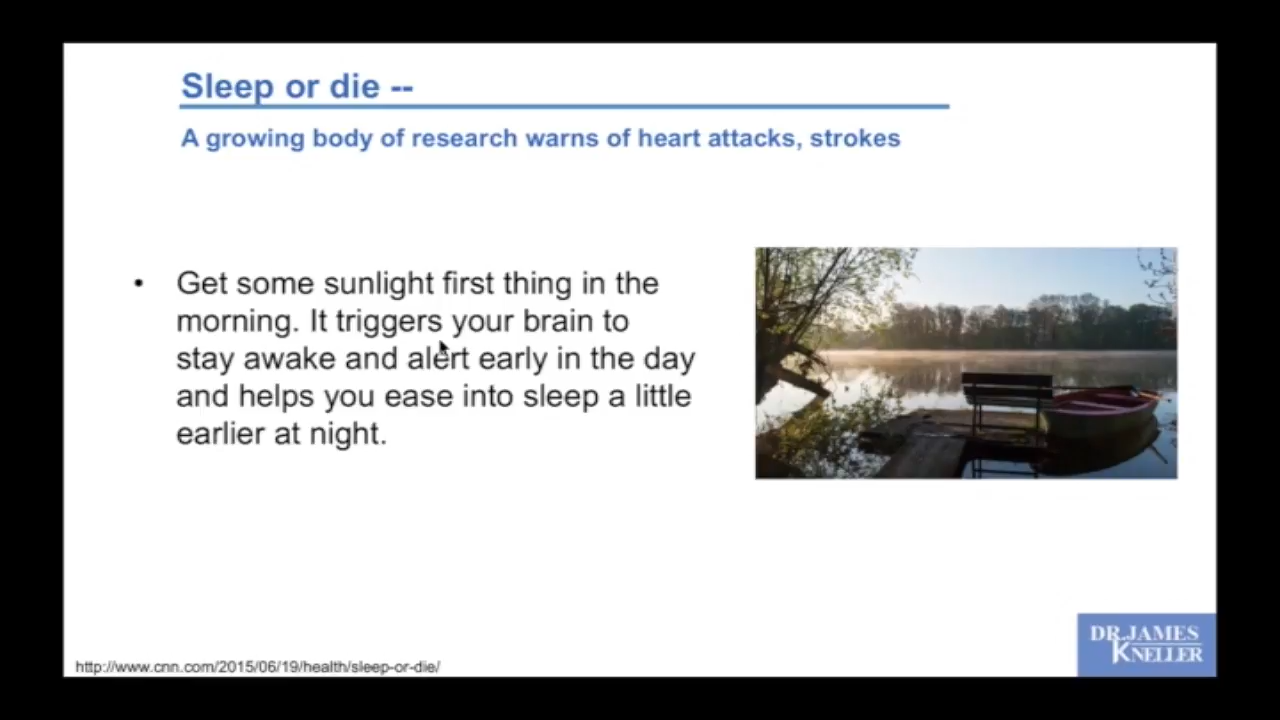 Sleep or die --
A growing body of research warns of heart attacks, strokes
• Get some sunlight first thing in the
morning. It triggers your brain to
stay awake and alert early in the day
and helps you ease into sleep a little
earlier at night.
http://www.cnn.com/2015/06/19/health/sleep-or-die/
DR.JAMES
KNELLER